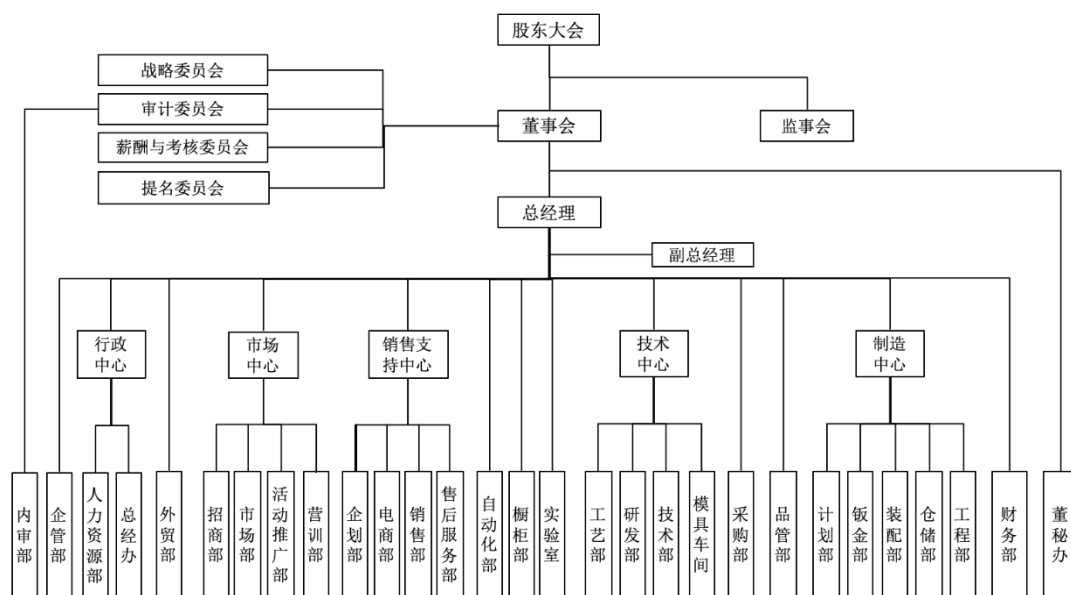 股东大会
战略委员会
审计委员会
董事会
监事会
薪酬与考核委员会
提名委员会
总经理
副总经理
行政
中心
市场
中心
销售支
持中心
技术
中心
制造
中心
内审部
企管部
人力资源部
总经办
外贸部
招商部
市场部
活动推广部
营训部
企划部
电商部
销售部
售后服务部
自动化部
橱柜部
实验室
工艺部
研发部
技术部
模具车间
采购部
品管部
计划部
钣金部
装配部
仓储部
工程部
财务部
董秘办